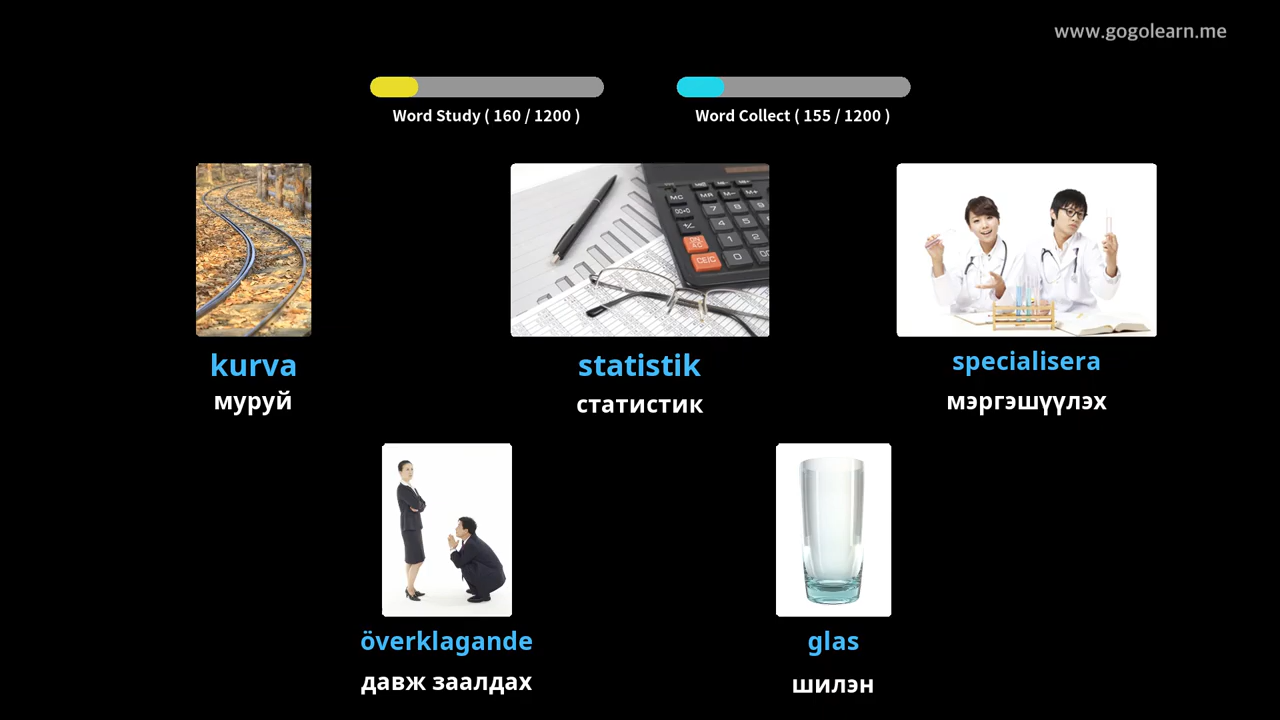 www.gogolearn.me
Word Study ( 160 / 1200 )
Word Collect ( 155 / 1200 )
kurva
муруй
statistik
статистик
specialisera
мэргэшүүлэх
överklagande
давж заалдах
glas
шилэн